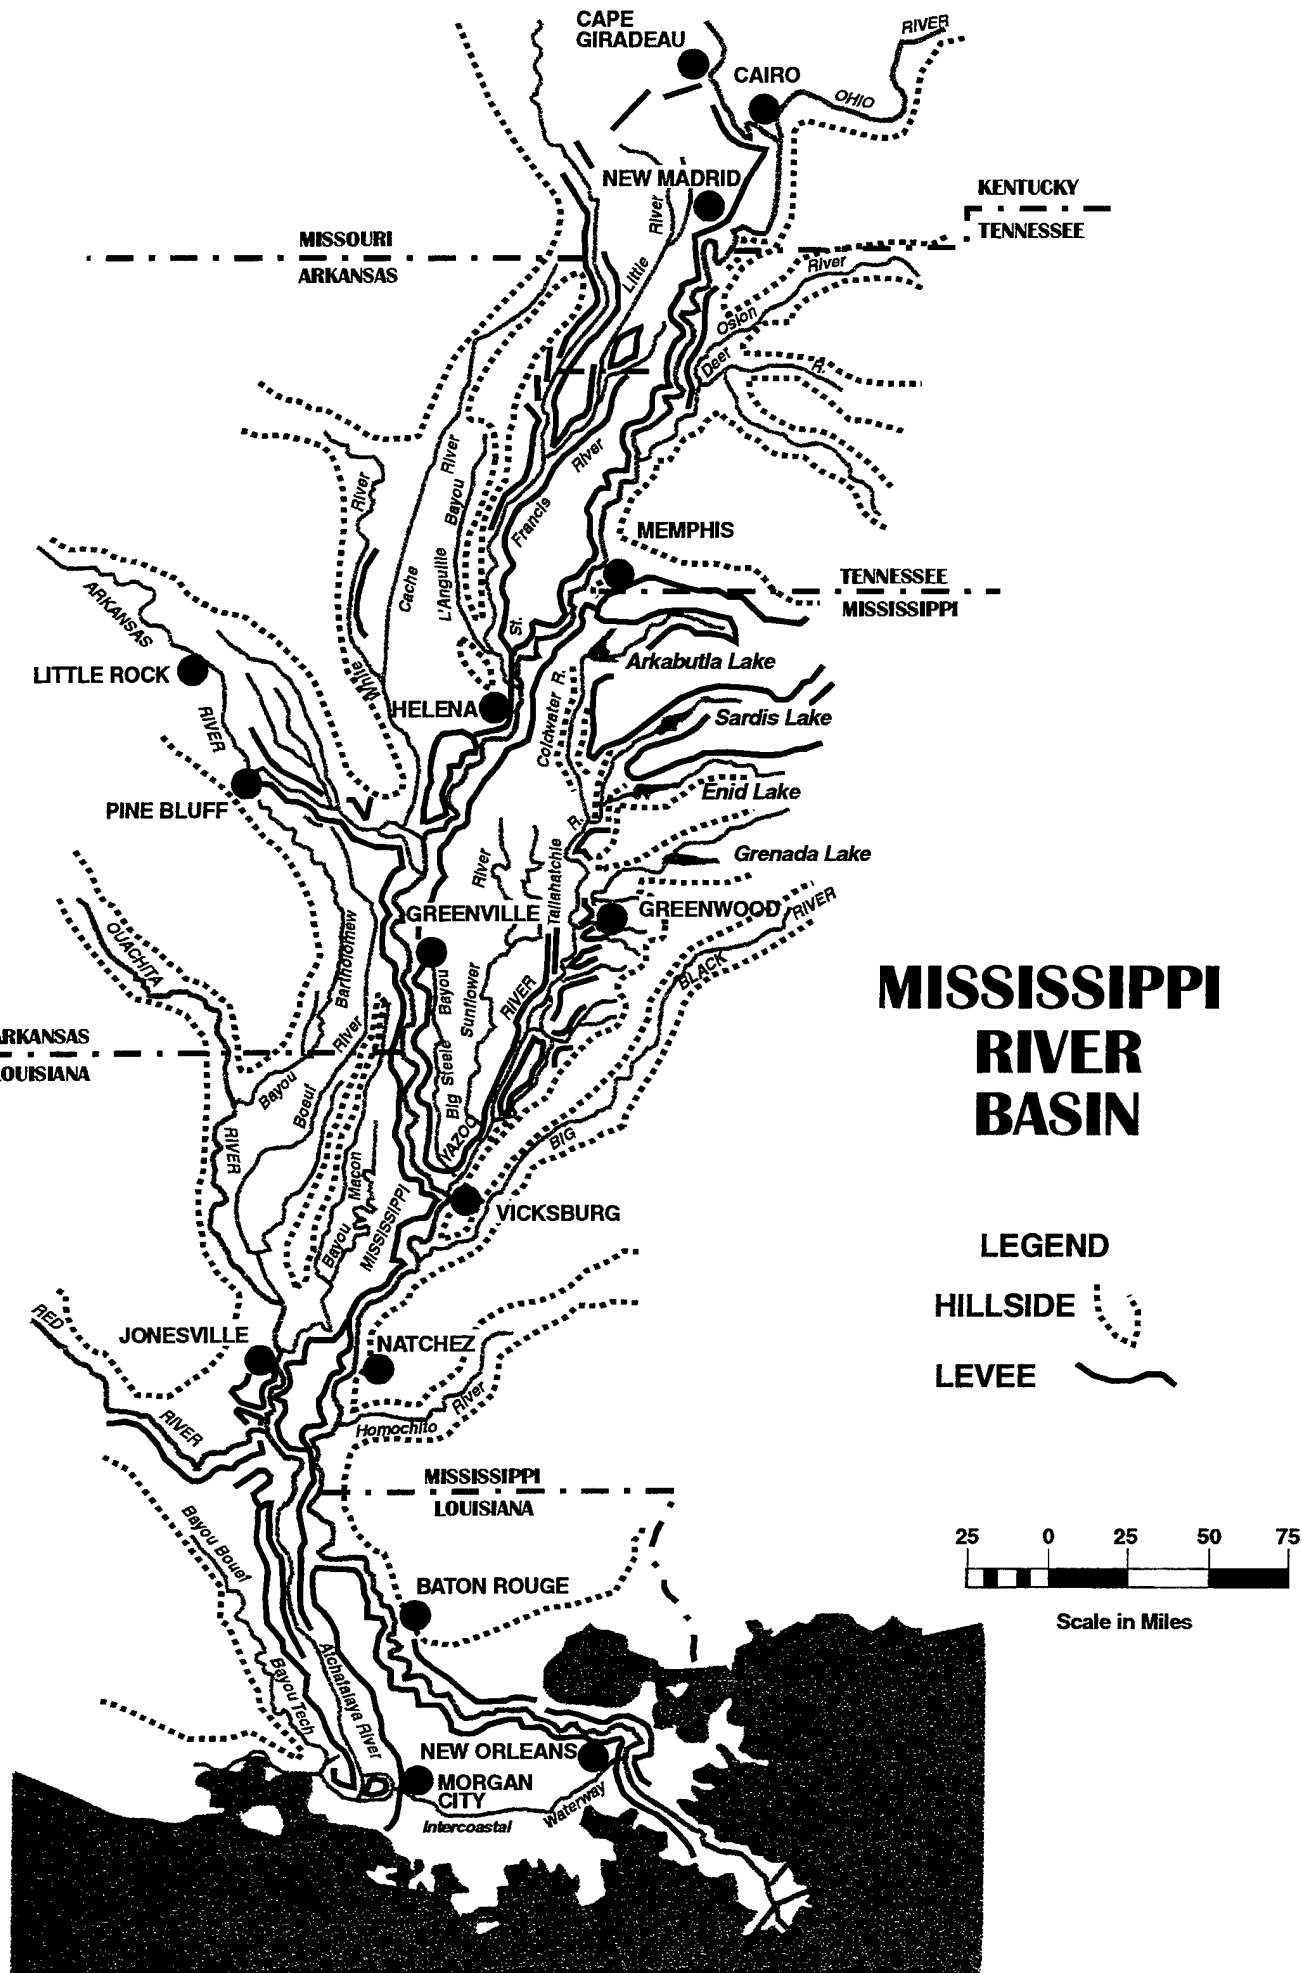 CAPE
GIRADEAU
RIVER
CAIRO
OHIO
NEW MADRID
KENTUCKY
TENNESSEE
River
Little
MISSOURI
ARKANSAS
River
Osion
Deer
R.
River
Bayou
River
River
Francis
St.
Cache
L'Anguille
White
MEMPHIS
TENNESSEE
MISSISSIPPI
ARKANSAS
RIVER
LITTLE ROCK
HELENA
Arkabutla Lake
Coldwater R.
Sardis Lake
PINE BLUFF
Enid Lake
R.
Tallahatchie
River
Grenada Lake
GREENVILLE
GREENWOOD
RIVER
BLACK
BIG
OUACHITA
RIVER
Bartholomew
Bayou
River
Boeuf
Bayou
Big Steele
Sunflower
RIVER
YAZOO
ARKANSAS
LOUISIANA
MISSISSIPPI
RIVER
BASIN
Macon
Bayou
MISSISSIPPI
VICKSBURG
LEGEND
HILLSIDE
LEVEE
RED
RIVER
JONESVILLE
NATCHEZ
Homochito
River
MISSISSIPPI
LOUISIANA
25 0 25 50 75
Scale in Miles
Bayou Bouef
BATON ROUGE
Atchafalaya River
Bayou Tech
NEW ORLEANS
MORGAN
CITY
Intercoastal
Waterway